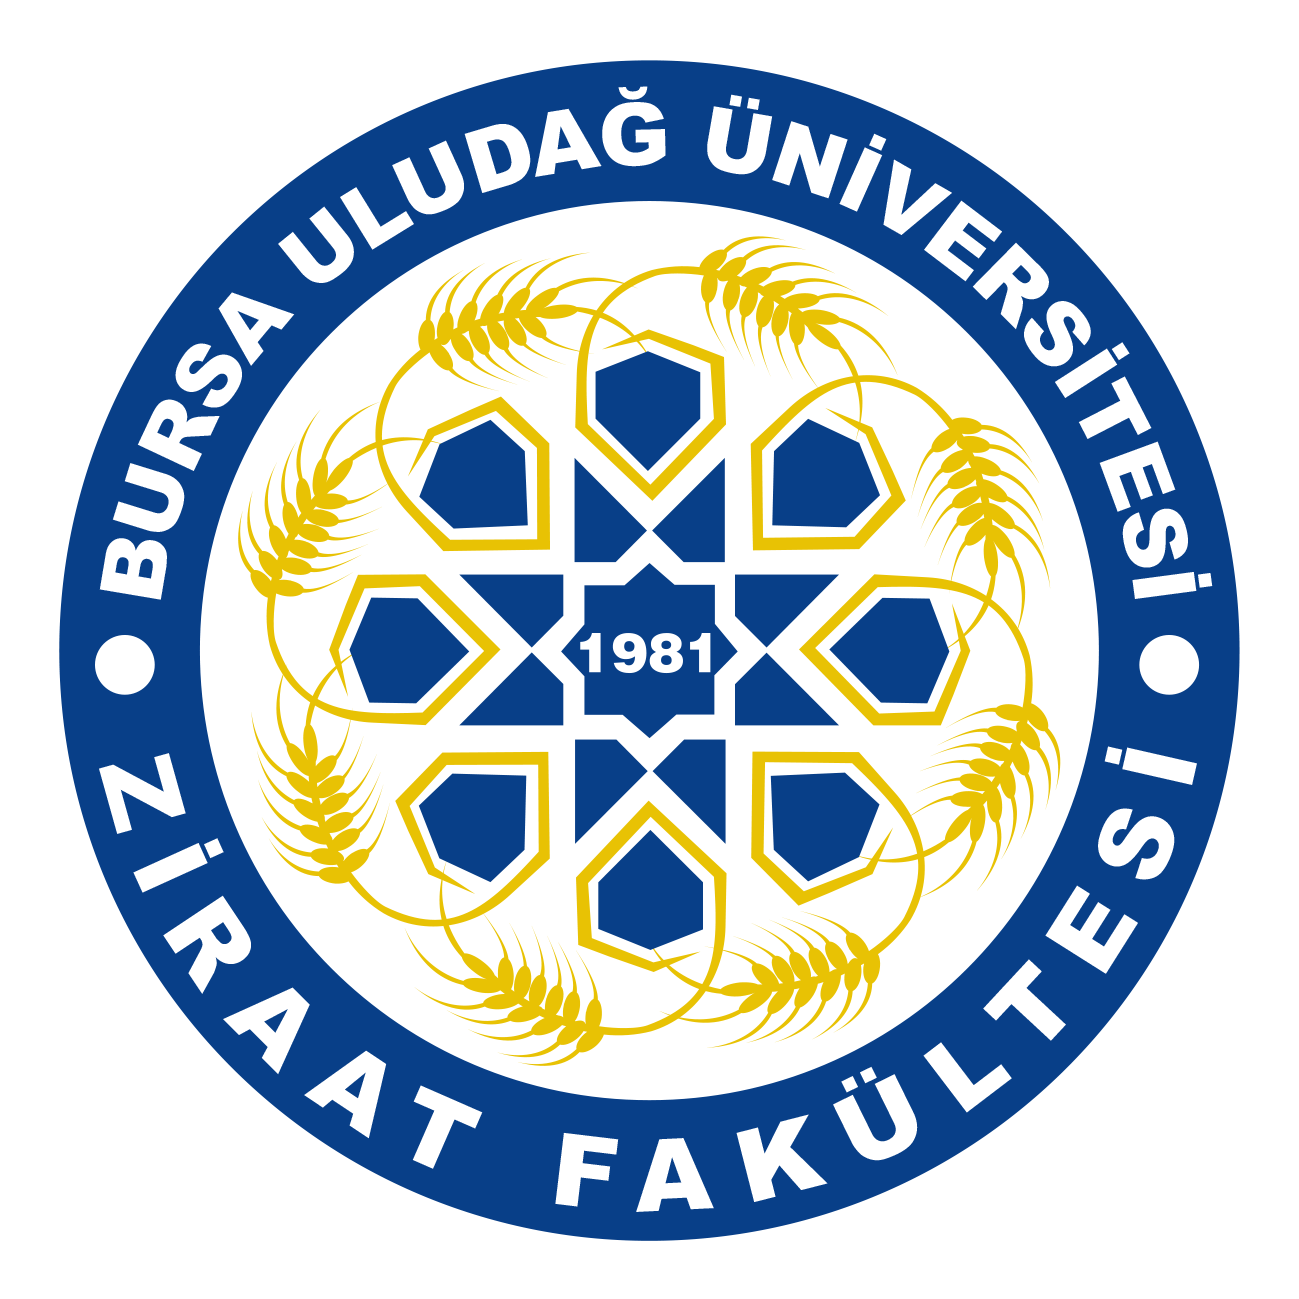 BURSA ULUDAĞ ÜNİVERSİTESİ
1981
ZİRAAT FAKÜLTESİ